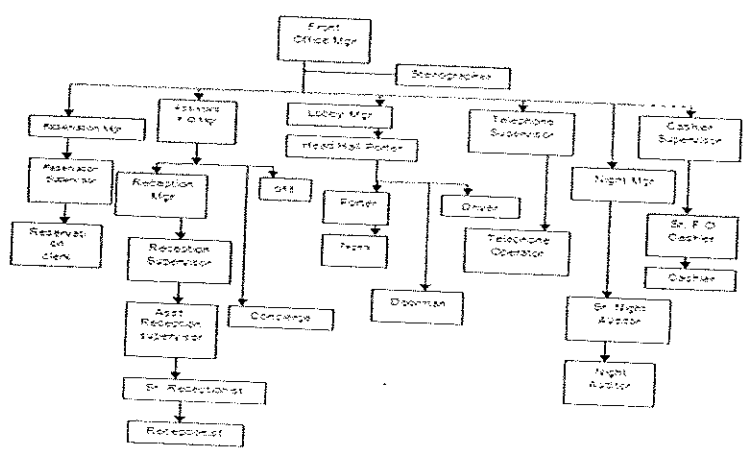 Front
Office Mgr
Stenographer
Reservation Mgr
Assistant
F.O Mgr
Lobby Mgr
Telephone
Supervisor
Cashier
Supervisor
Head Hall Porter
Reservation
Supervisor
Reception
Mgr
Night Mgr
Porter
Driver
Reservati
on
clerk
Reception
Supervisor
Telephone
Operator
Sr. F.O
Cashier
Cashier
Asst
Reception
supervisor
Concierge
Doorman
Sr. Night
Auditor
Night
Auditor
Sr. Receptionist
Receptionist